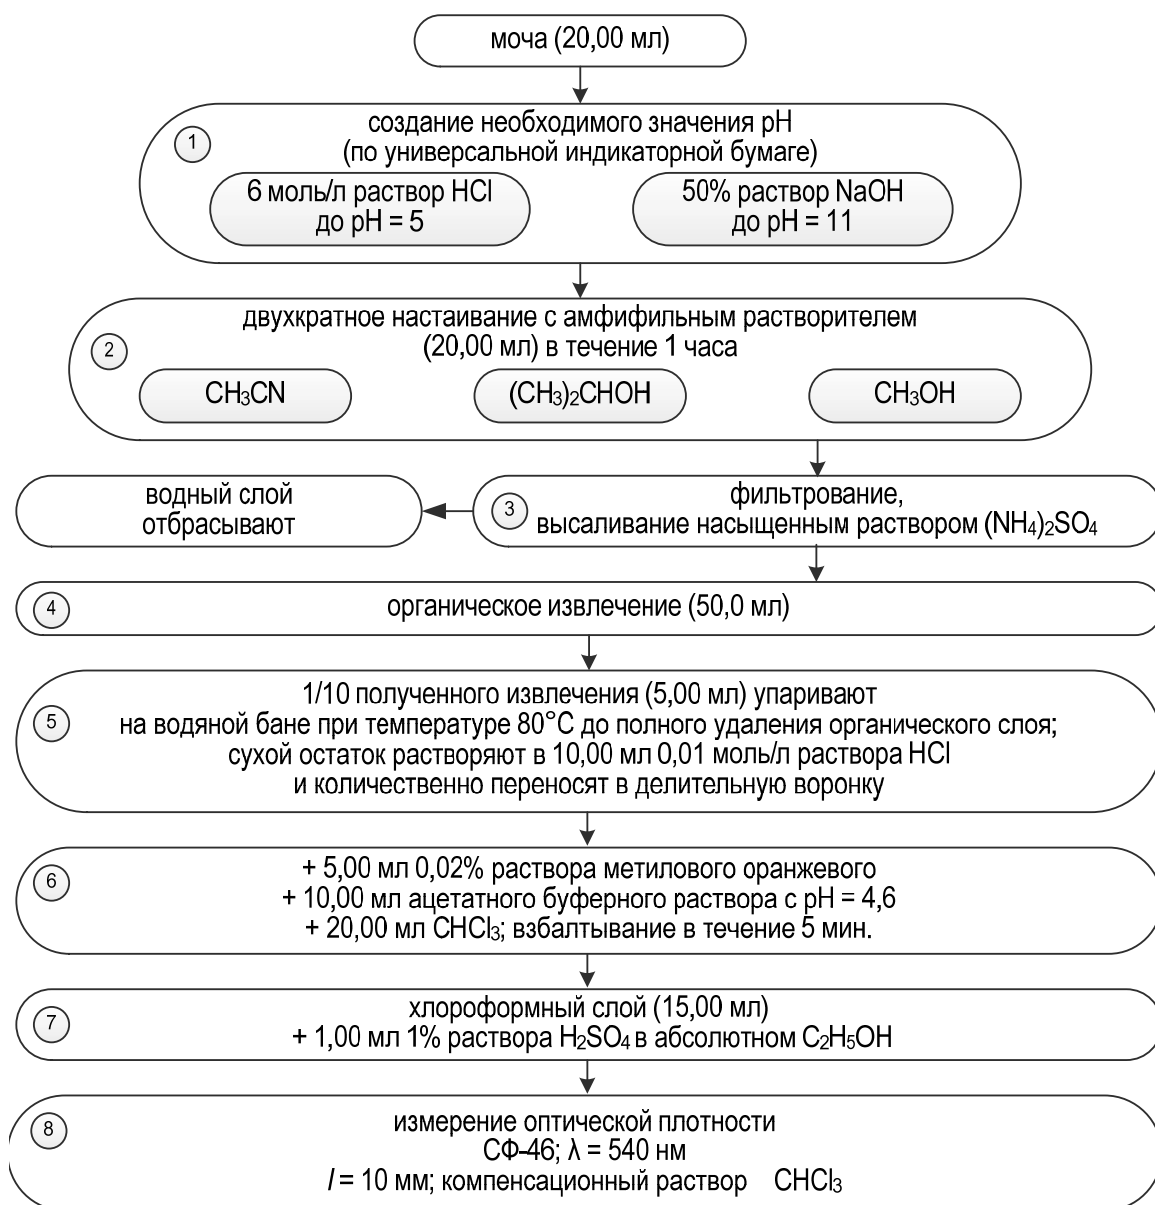 моча (20,00 мл)
1
создание необходимого значения pH
(по универсальной индикаторной бумаге)
6 моль/л раствор HCl
до pH = 5
50% раствор NaOH
до pH = 11
2
двухкратное настаивание с амфифильным растворителем
(20,00 мл) в течение 1 часа
CH₃CN
(CH₃)₂CHOH
CH₃OH
водный слой
отбрасывают
3
фильтрование,
высаливание насыщенным раствором (NH₄)₂SO₄
4
органическое извлечение (50,0 мл)
5
1/10 полученного извлечения (5,00 мл) упаривают
на водяной бане при температуре 80°С до полного удаления органического слоя;
сухой остаток растворяют в 10,00 мл 0,01 моль/л раствора HCl
и количественно переносят в делительную воронку
6
+ 5,00 мл 0,02% раствора метилового оранжевого
+ 10,00 мл ацетатного буферного раствора с pH = 4,6
+ 20,00 мл CHCl₃; взбалтывание в течение 5 мин.
7
хлороформный слой (15,00 мл)
+ 1,00 мл 1% раствора H₂SO₄ в абсолютном C₂H₅OH
8
измерение оптической плотности
СФ-46; λ = 540 нм
l = 10 мм; компенсационный раствор CHCl₃